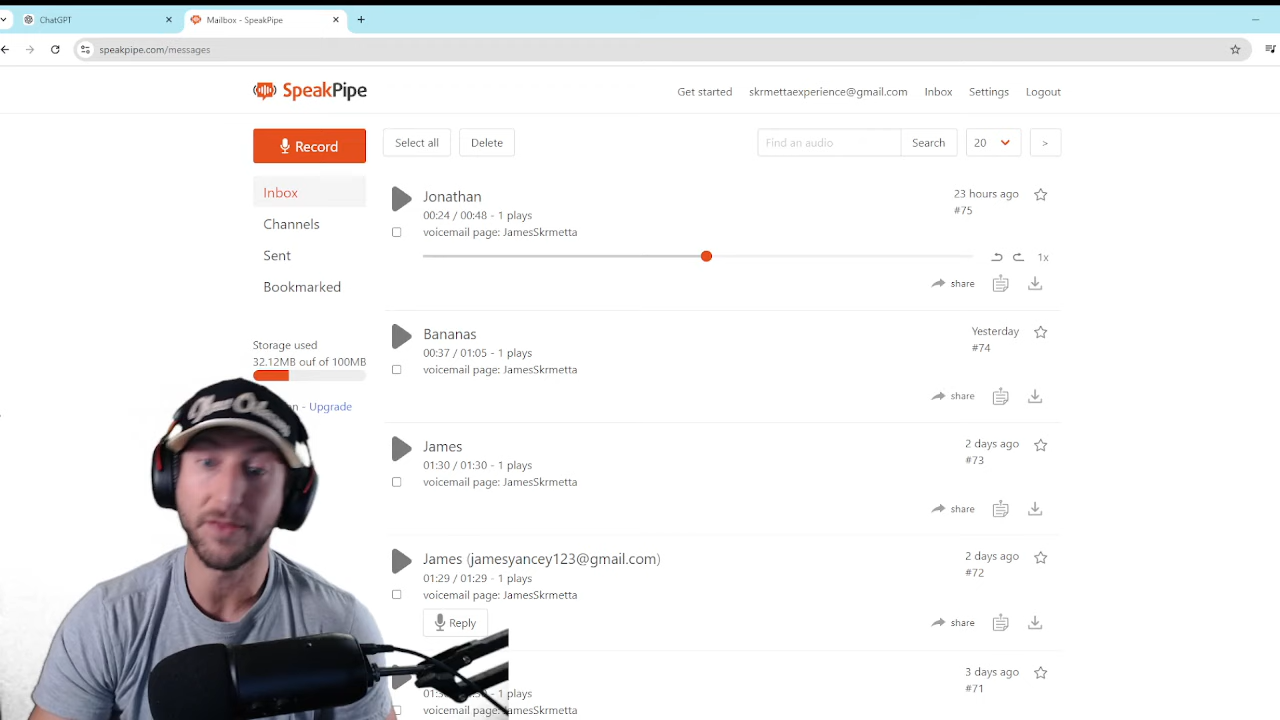 ChatGPT
Mailbox - SpeakPipe
speakpipe.com/messages
SpeakPipe
Get started
skrmettaexperience@gmail.com
Inbox
Settings
Logout
Record
Select all
Delete
Find an audio
Search
20
>
Inbox
Channels
Sent
Bookmarked
Storage used
32.12MB ouf of 100MB
- Upgrade
Jonathan
23 hours ago
00:24 / 00:48 - 1 plays
#75
voicemail page: JamesSkrmetta
1x
share
Bananas
Yesterday
00:37 / 01:05 - 1 plays
#74
voicemail page: JamesSkrmetta
share
James
2 days ago
01:30 / 01:30 - 1 plays
#73
voicemail page: JamesSkrmetta
share
James (jamesyancey123@gmail.com)
2 days ago
01:29 / 01:29 - 1 plays
#72
voicemail page: JamesSkrmetta
Reply
share
3 days ago
#71
- 1 plays
voicemail page: JamesSkrmetta